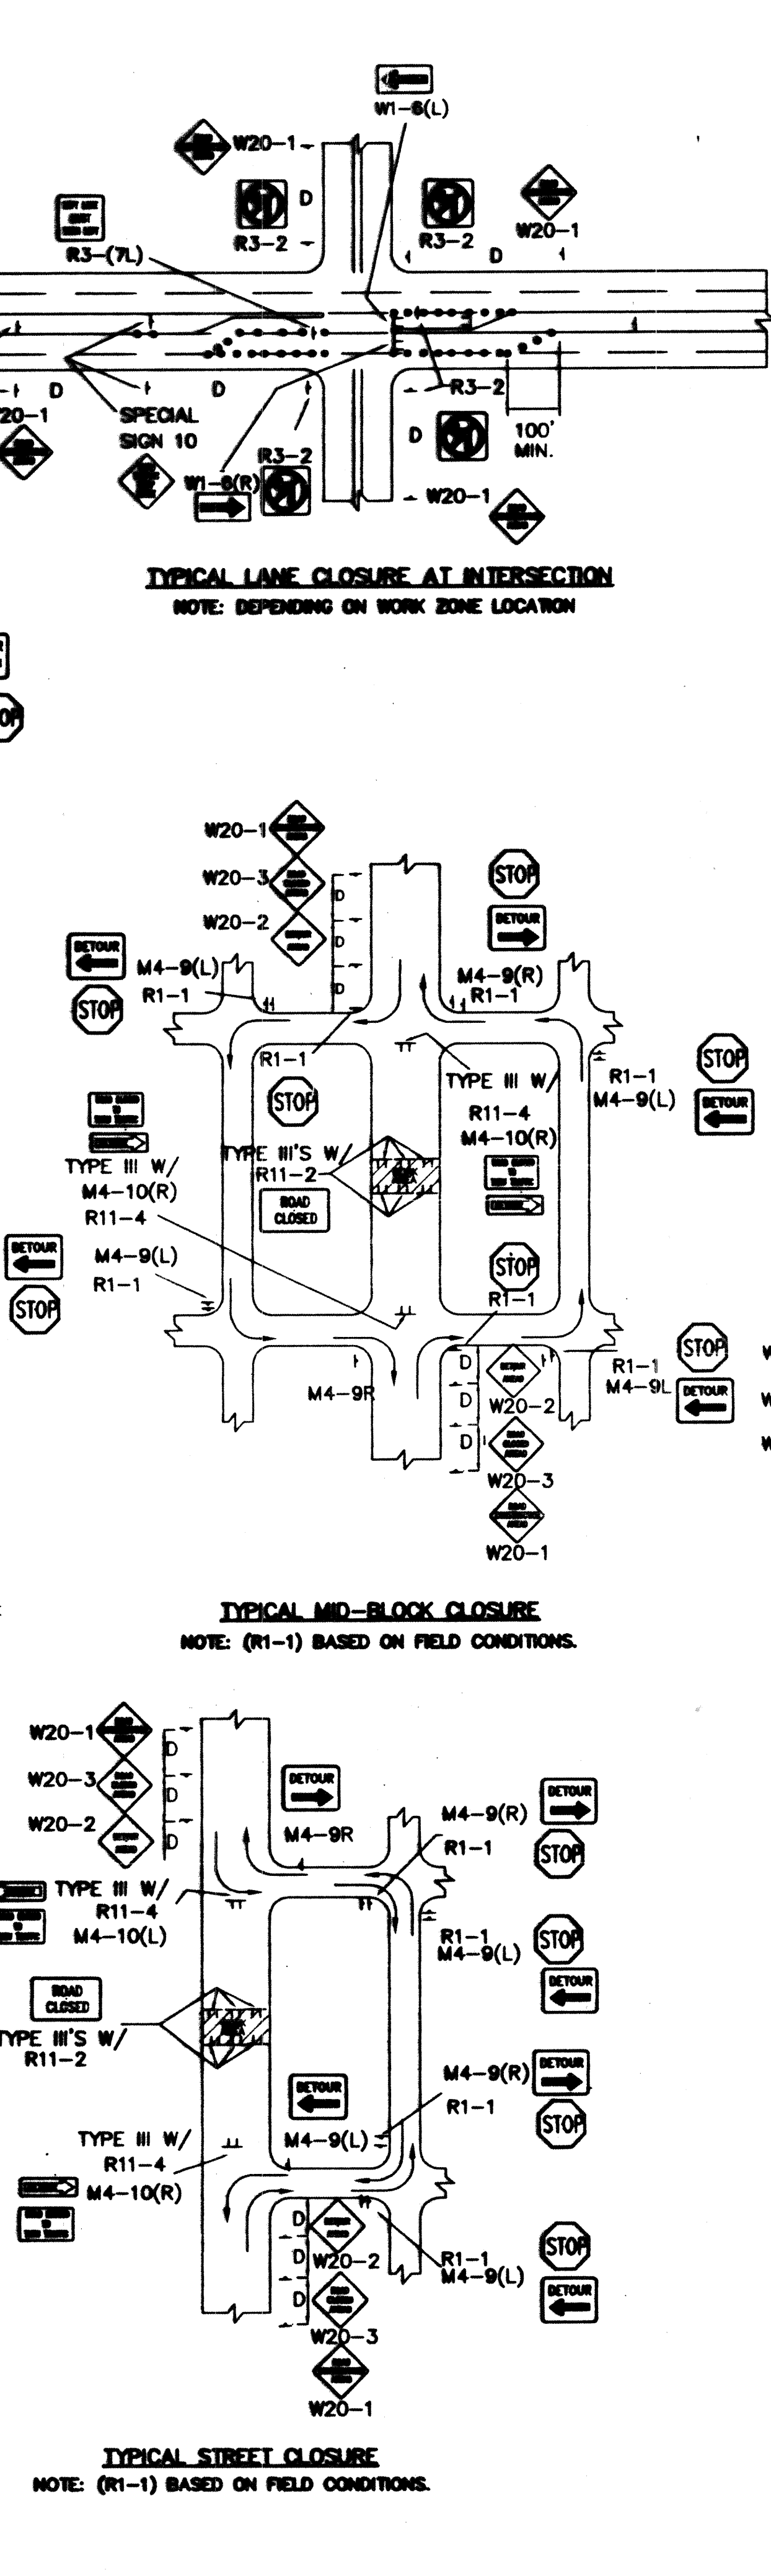 W1-6(L)
W20-1
D
R3-2
R3-2
W20-1
R3-(7L)
D
R3-2
D
D
20-1
SPECIAL
SIGN 10
D
100'
MIN.
R3-2
W1-6(R)
W20-1
TYPICAL LANE CLOSURE AT INTERSECTION
NOTE: DEPENDING ON WORK ZONE LOCATION
W20-1
W20-3
D
STOP
W20-2
D
DETOUR
DETOUR
M4-9(L)
D
M4-9(R)
R1-1
R1-1
STOP
R1-1
STOP
TYPE III W/
R1-1
M4-9(L)
STOP
R11-4
DETOUR
M4-10(R)
TYPE III'S W/
R11-2
TYPE III W/
M4-10(R)
ROAD
CLOSED
R11-4
DETOUR
M4-9(L)
STOP
R1-1
R1-1
STOP
STOP
R1-1
D
DETOUR
AHEAD
M4-9L
DETOUR
M4-9R
D
W20-2
D
ROAD
CLOSED
AHEAD
W20-3
ROAD
AHEAD
W20-1
TYPICAL MID-BLOCK CLOSURE
NOTE: (R1-1) BASED ON FIELD CONDITIONS.
W20-1
D
W20-3
D
DETOUR
DETOUR
M4-9(R)
W20-2
D
M4-9R
R1-1
STOP
TYPE III W/
R11-4
M4-10(L)
R1-1
M4-9(L)
STOP
ROAD
CLOSED
DETOUR
TYPE III'S W/
R11-2
DETOUR
M4-9(R)
DETOUR
R1-1
STOP
TYPE III W/
M4-9(L)
R11-4
M4-10(R)
D
STOP
R1-1
W20-2
D
M4-9(L)
DETOUR
D
W20-3
W20-1
TYPICAL STREET CLOSURE
NOTE: (R1-1) BASED ON FIELD CONDITIONS.